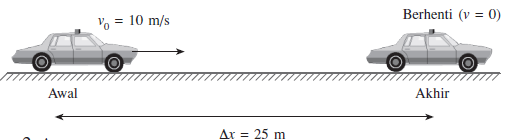 v₀ = 10 m/s
Berhenti (v = 0)
Awal
Akhir
Δx = 25 m